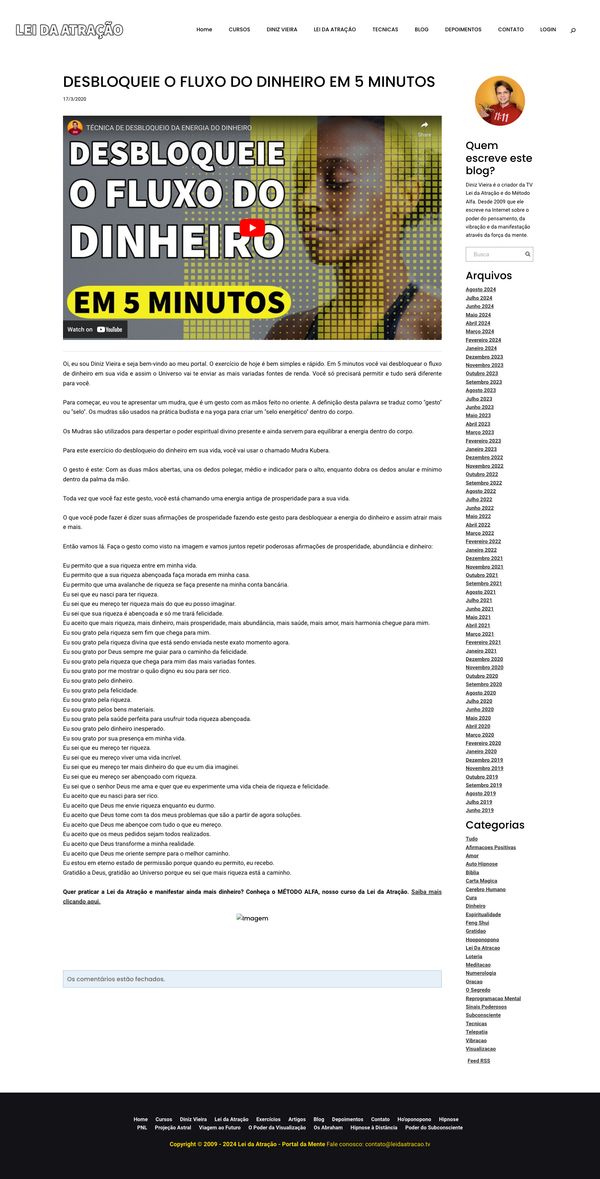 LEI DA ATRAÇÃO
Home CURSOS DINIZ VIEIRA LEI DA ATRAÇÃO TECNICAS BLOG DEPOIMENTOS CONTATO LOGIN
DESBLOQUEIE O FLUXO DO DINHEIRO EM 5 MINUTOS
17/3/2020
TÉCNICA DE DESBLOQUEIO DA ENERGIA DO DINHEIRO
Share
DESBLOQUEIE
O FLUXO DO
DINHEIRO
EM 5 MINUTOS
Watch on YouTube
Oi, eu sou Diniz Vieira e seja bem-vindo ao meu portal. O exercício de hoje é bem simples e rápido. Em 5 minutos você vai desbloquear o fluxo
de dinheiro em sua vida e assim o Universo vai te enviar as mais variadas fontes de renda. Você só precisará permitir e tudo será diferente
para você.
Para começar, eu vou te apresentar um mudra, que é um gesto com as mãos feito no oriente. A definição desta palavra se traduz como "gesto"
ou "selo". Os mudras são usados na prática budista e na yoga para criar um "selo energético" dentro do corpo.
Os Mudras são utilizados para despertar o poder espiritual divino presente e ainda servem para equilibrar a energia dentro do corpo.
Para este exercício do desbloqueio do dinheiro em sua vida, você vai usar o chamado Mudra Kubera.
O gesto é este: Com as duas mãos abertas, una os dedos polegar, médio e indicador para o alto, enquanto dobra os dedos anular e mínimo
dentro da palma da mão.
Toda vez que você faz este gesto, você está chamando uma energia antiga de prosperidade para a sua vida.
O que você pode fazer é dizer suas afirmações de prosperidade fazendo este gesto para desbloquear a energia do dinheiro e assim atrair mais
e mais.
Então vamos lá. Faça o gesto como visto na imagem e vamos juntos repetir poderosas afirmações de prosperidade, abundância e dinheiro:
Eu permito que a sua riqueza entre em minha vida.
Eu permito que a sua riqueza abençoada faça morada em minha casa.
Eu permito que uma avalanche de riqueza se faça presente na minha conta bancária.
Eu sei que eu nasci para ter riqueza.
Eu sei que eu mereço ter riqueza mais do que eu posso imaginar.
Eu sei que sua riqueza é abençoada e só me trará felicidade.
Eu aceito que mais riqueza, mais dinheiro, mais prosperidade, mais abundância, mais saúde, mais amor, mais harmonia chegue para mim.
Eu sou grato pela riqueza sem fim que chega para mim.
Eu sou grato pela riqueza divina que está sendo enviada neste exato momento agora.
Eu sou grato por Deus sempre me guiar para o caminho da felicidade.
Eu sou grato pela riqueza que chega para mim das mais variadas fontes.
Eu sou grato por me mostrar o quão digno eu sou para ser rico.
Eu sou grato pelo dinheiro.
Eu sou grato pela felicidade.
Eu sou grato pela riqueza.
Eu sou grato pelos bens materiais.
Eu sou grato pela saúde perfeita para usufruir toda riqueza abençoada.
Eu sou grato pelo dinheiro inesperado.
Eu sou grato por sua presença em minha vida.
Eu sei que eu mereço ter riqueza.
Eu sei que eu mereço viver uma vida incrível.
Eu sei que eu mereço ter mais dinheiro do que eu um dia imaginei.
Eu sei que eu mereço ser abençoado com riqueza.
Eu sei que o senhor Deus me ama e quer que eu experimente uma vida cheia de riqueza e felicidade.
Eu aceito que eu nasci para ser rico.
Eu aceito que Deus me envie riqueza enquanto eu durmo.
Eu aceito que Deus tome com ta dos meus problemas que são a partir de agora soluções.
Eu aceito que Deus me abençoe com tudo o que eu mereço.
Eu aceito que os meus pedidos sejam todos realizados.
Eu aceito que Deus transforme a minha realidade.
Eu aceito que Deus me oriente sempre para o melhor caminho.
Eu estou em eterno estado de permissão porque quando eu permito, eu recebo.
Gratidão a Deus, gratidão ao Universo porque eu sei que mais riqueza está a caminho.
Quer praticar a Lei da Atração e manifestar ainda mais dinheiro? Conheça o MÉTODO ALFA, nosso curso da Lei da Atração. Saiba mais
clicando aqui.
Imagem
Os comentários estão fechados.
11:11
Quem
escreve este
blog?
Diniz Vieira é o criador da TV
Lei da Atração e do Método
Alfa. Desde 2009 que ele
escreve na Internet sobre o
poder do pensamento, da
vibração e da manifestação
através da força da mente.
Busca
Arquivos
Agosto 2024
Julho 2024
Junho 2024
Maio 2024
Abril 2024
Março 2024
Fevereiro 2024
Janeiro 2024
Dezembro 2023
Novembro 2023
Outubro 2023
Setembro 2023
Agosto 2023
Julho 2023
Junho 2023
Maio 2023
Abril 2023
Março 2023
Fevereiro 2023
Janeiro 2023
Dezembro 2022
Novembro 2022
Outubro 2022
Setembro 2022
Agosto 2022
Julho 2022
Junho 2022
Maio 2022
Abril 2022
Março 2022
Fevereiro 2022
Janeiro 2022
Dezembro 2021
Novembro 2021
Outubro 2021
Setembro 2021
Agosto 2021
Julho 2021
Junho 2021
Maio 2021
Abril 2021
Março 2021
Fevereiro 2021
Janeiro 2021
Dezembro 2020
Novembro 2020
Outubro 2020
Setembro 2020
Agosto 2020
Julho 2020
Junho 2020
Maio 2020
Abril 2020
Março 2020
Fevereiro 2020
Janeiro 2020
Dezembro 2019
Novembro 2019
Outubro 2019
Setembro 2019
Agosto 2019
Julho 2019
Junho 2019
Categorias
Tudo
Afirmacoes Positivas
Amor
Auto Hipnose
Bíblia
Carta Magica
Cerebro Humano
Cura
Dinheiro
Espiritualidade
Feng Shui
Gratidao
Hooponopono
Lei Da Atracao
Loteria
Meditacao
Numerologia
Oracao
O Segredo
Reprogramacao Mental
Sinais Poderosos
Subconsciente
Tecnicas
Telepatia
Vibracao
Visualizacao
Feed RSS
Home Cursos Diniz Vieira Lei da Atração Exercícios Artigos Blog Depoimentos Contato Ho'oponopono Hipnose
PNL Projeção Astral Viagem ao Futuro O Poder da Visualização Os Abraham Hipnose à Distância Poder do Subconsciente
Copyright © 2009 - 2024 Lei da Atração - Portal da Mente Fale conosco: contato@leidaatracao.tv